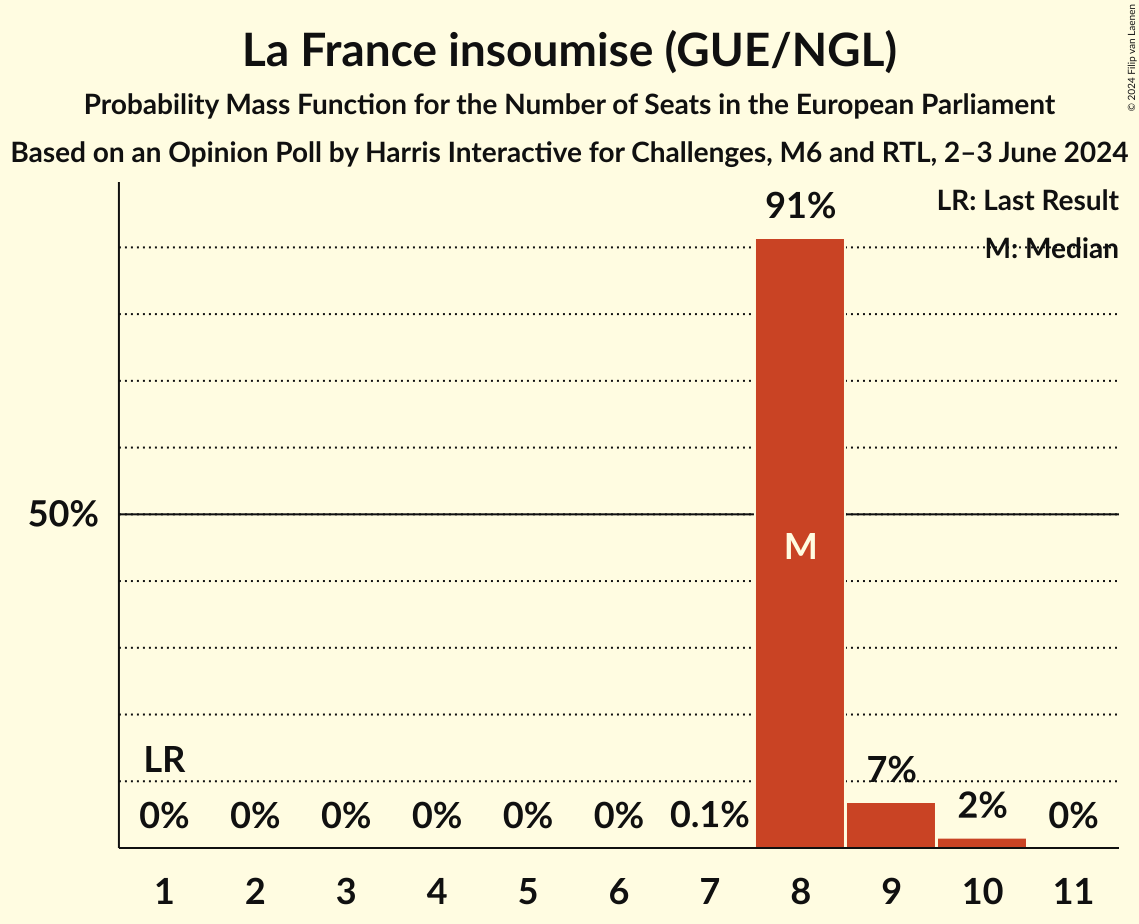 La France insoumise (GUE/NGL)
Probability Mass Function for the Number of Seats in the European Parliament
Based on an Opinion Poll by Harris Interactive for Challenges, M6 and RTL, 2–3 June 2024
© 2024 Filip van Laenen
LR: Last Result
M: Median
91%
50%
M
LR
7%
0% 0% 0% 0% 0% 0% 0.1% 2% 0%
1 2 3 4 5 6 7 8 9 10 11